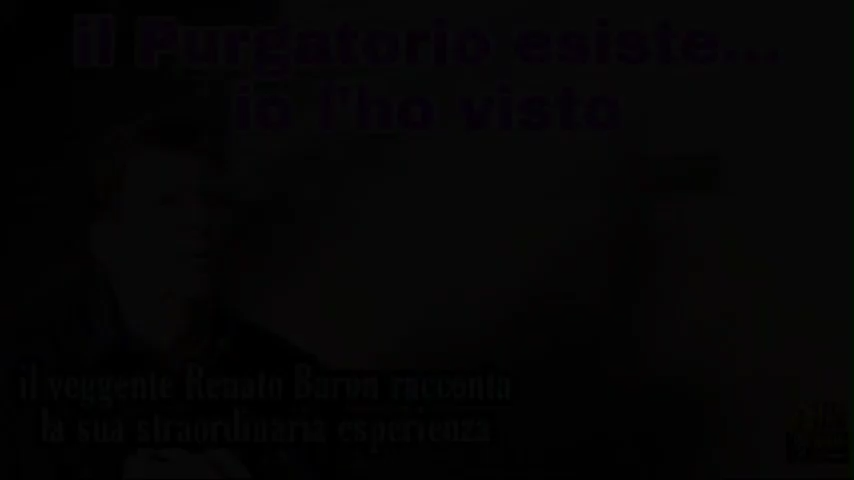 il Purgatorio esiste...
io l'ho visto
il veggente Renato Baron racconta
la sua straordinaria esperienza